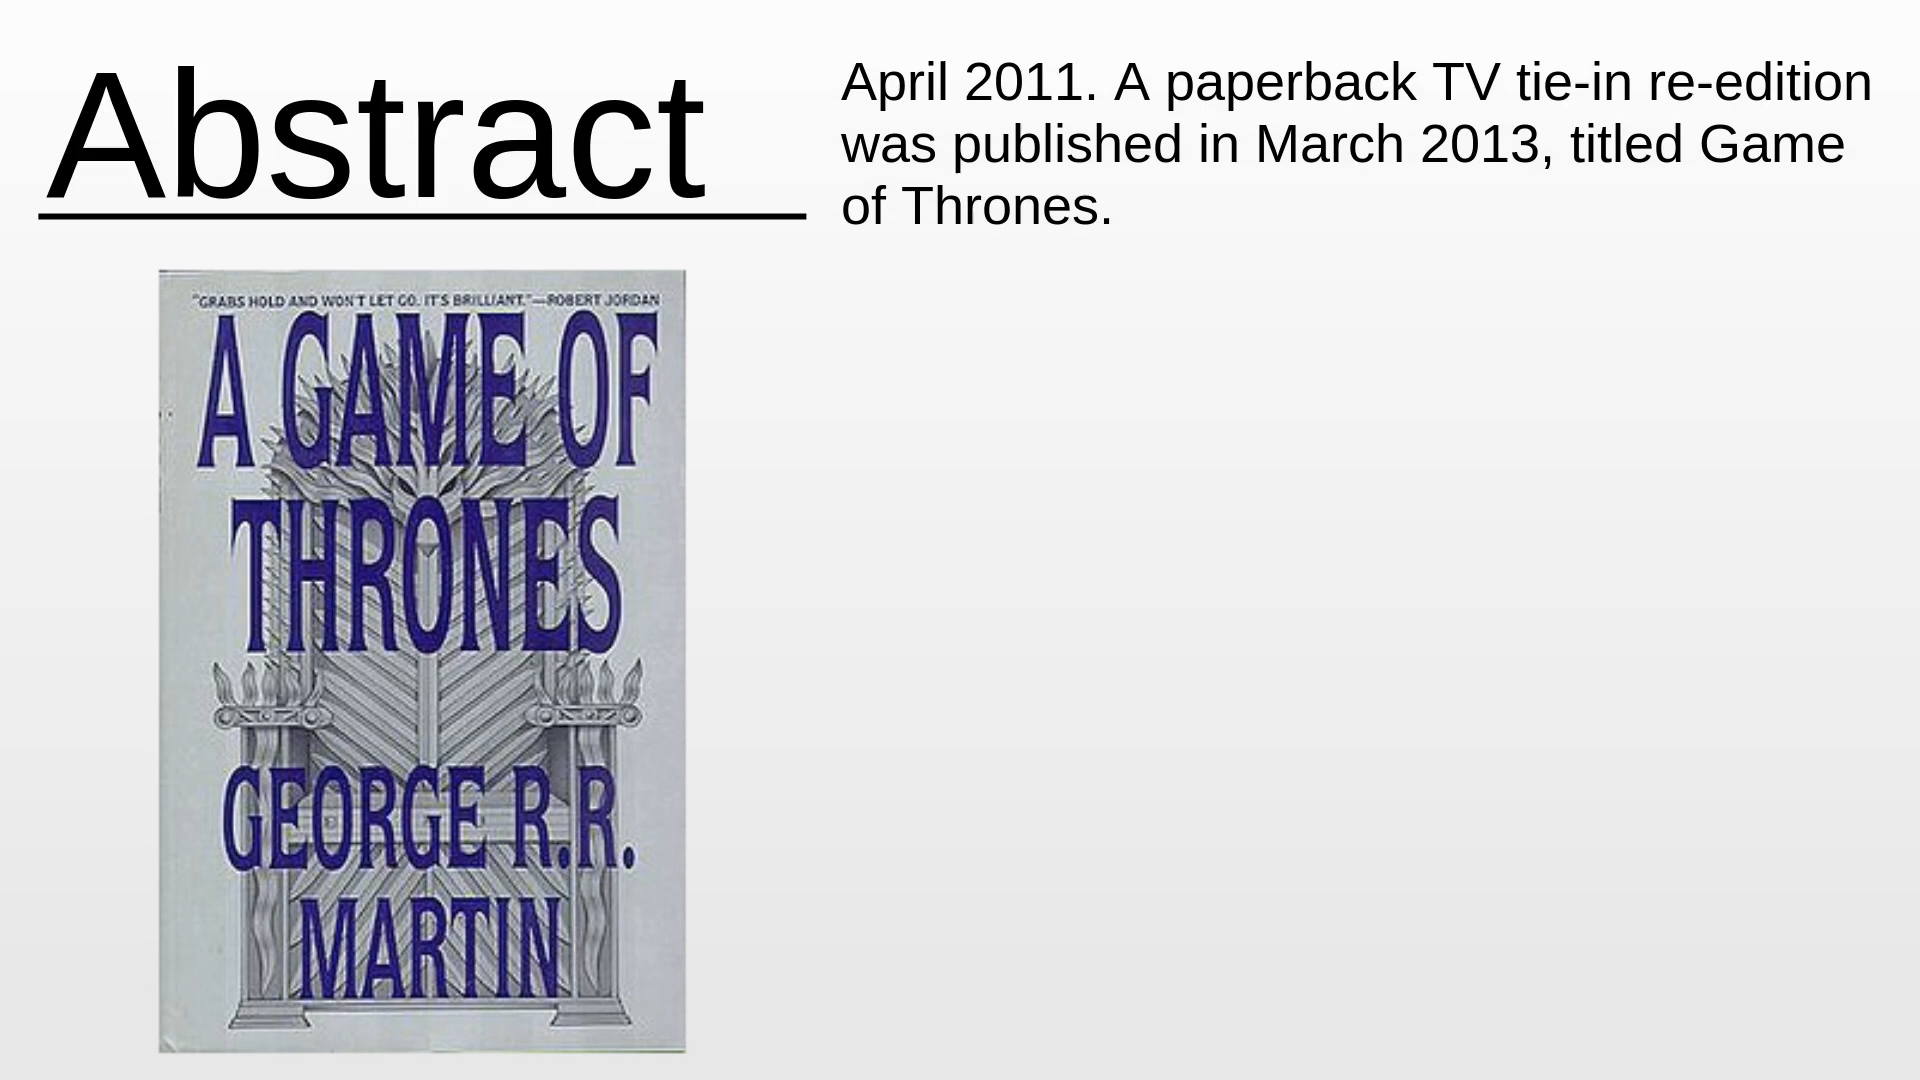 Abstract
April 2011. A paperback TV tie-in re-edition
was published in March 2013, titled Game
of Thrones.
"GRABS HOLD AND WON'T LET GO. IT'S BRILLIANT."—ROBERT JORDAN
A GAME OF
THRONES
GEORGE R.R.
MARTIN